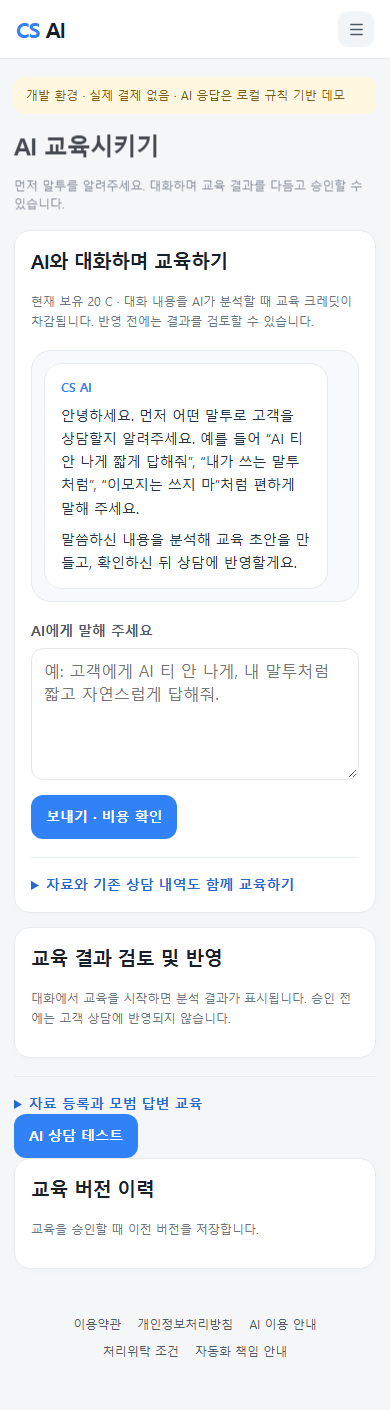 CS AI
개발 환경 · 실제 결제 없음 · AI 응답은 로컬 규칙 기반 데모
AI 교육시키기
먼저 말투를 알려주세요. 대화하며 교육 결과를 다듬고 승인할 수
있습니다.
AI와 대화하며 교육하기
현재 보유 20 C · 대화 내용을 AI가 분석할 때 교육 크레딧이
차감됩니다. 반영 전에는 결과를 검토할 수 있습니다.
CS AI
안녕하세요. 먼저 어떤 말투로 고객을
상담할지 알려주세요. 예를 들어 “AI 티
안 나게 짧게 답해줘”, “내가 쓰는 말투
처럼”, “이모지는 쓰지 마”처럼 편하게
말해 주세요.
말씀하신 내용을 분석해 교육 초안을 만
들고, 확인하신 뒤 상담에 반영할게요.
AI에게 말해 주세요
예: 고객에게 AI 티 안 나게, 내 말투처럼
짧고 자연스럽게 답해줘.
보내기 · 비용 확인
▶ 자료와 기존 상담 내역도 함께 교육하기
교육 결과 검토 및 반영
대화에서 교육을 시작하면 분석 결과가 표시됩니다. 승인 전
에는 고객 상담에 반영되지 않습니다.
▶ 자료 등록과 모범 답변 교육
AI 상담 테스트
교육 버전 이력
교육을 승인할 때 이전 버전을 저장합니다.
이용약관 개인정보처리방침 AI 이용 안내
처리위탁 조건 자동화 책임 안내